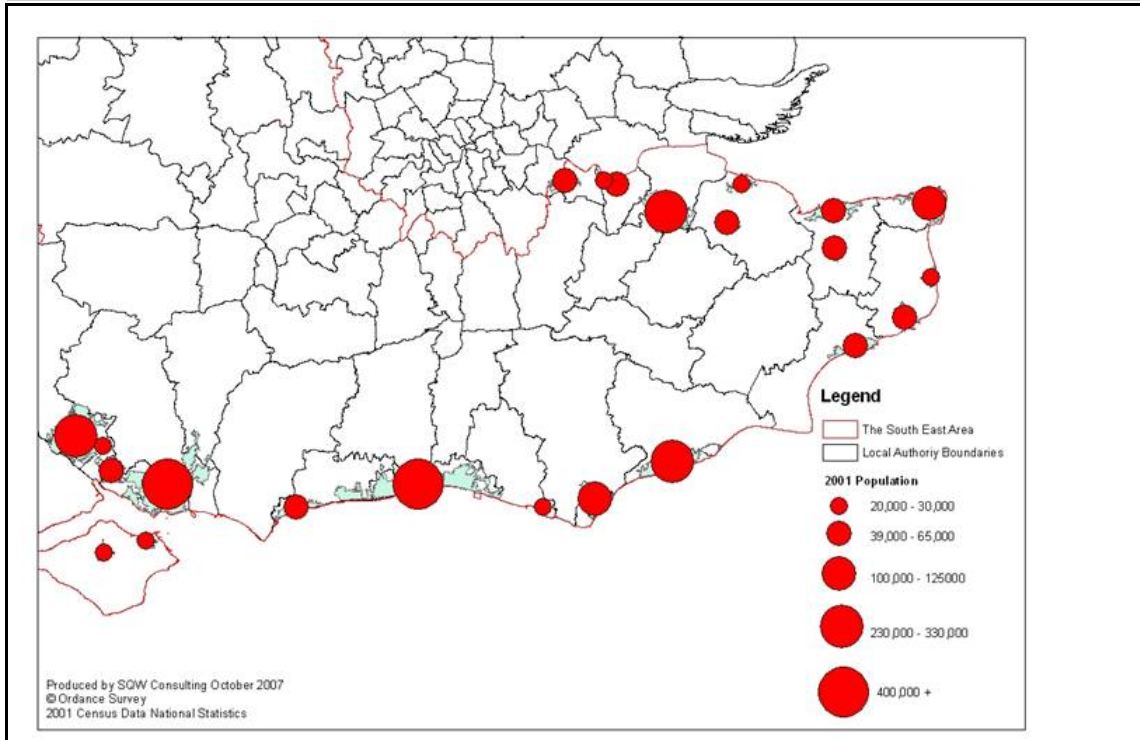 Legend
The South East Area
Local Authoriy Boundaries
2001 Population
20,000 - 30,000
39,000 - 65,000
100,000 - 125000
230,000 - 330,000
400,000 +
Produced by SQW Consulting October 2007
© Ordance Survey
2001 Census Data National Statistics